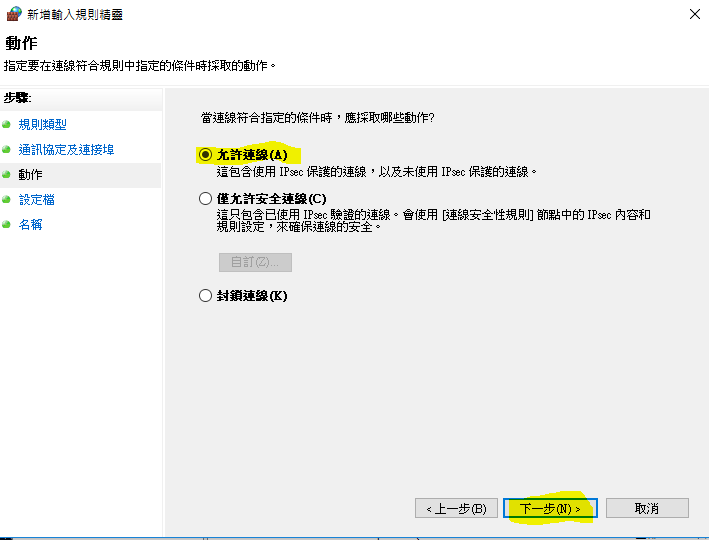 新增輸入規則精靈
動作
指定要在連線符合規則中指定的條件時採取的動作。
步驟:
規則類型
通訊協定及連接埠
動作
設定檔
名稱
當連線符合指定的條件時，應採取哪些動作?
允許連線(A)
這包含使用 IPsec 保護的連線，以及未使用 IPsec 保護的連線。
僅允許安全連線(C)
這只包含已使用 IPsec 驗證的連線。會使用 [連線安全性規則] 節點中的 IPsec 內容和
規則設定，來確保連線的安全。
自訂(Z)...
封鎖連線(K)
< 上一步(B)
下一步(N) >
取消